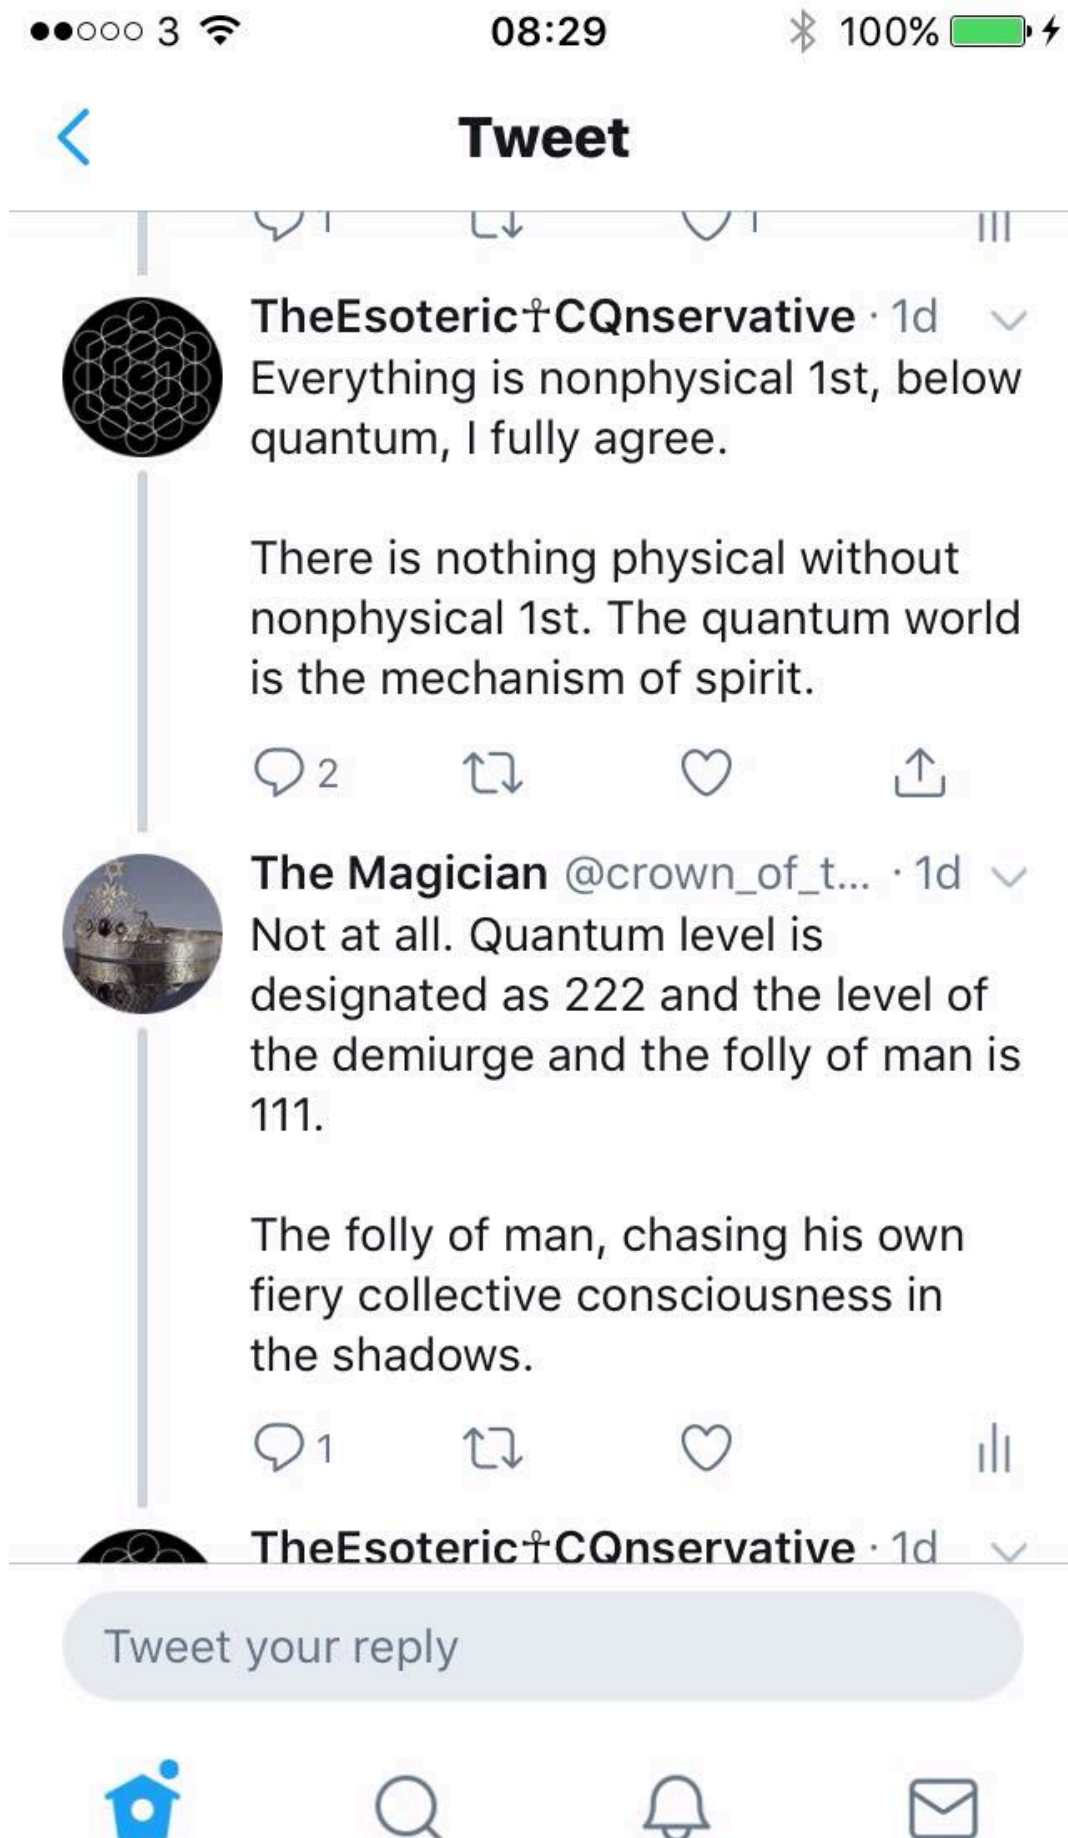 3 08:29 100%
Tweet
1 1
TheEsoteric☥CQnservative · 1d
Everything is nonphysical 1st, below
quantum, I fully agree.
There is nothing physical without
nonphysical 1st. The quantum world
is the mechanism of spirit.
2
The Magician @crown_of_t... · 1d
Not at all. Quantum level is
designated as 222 and the level of
the demiurge and the folly of man is
111.
The folly of man, chasing his own
fiery collective consciousness in
the shadows.
1
TheEsoteric☥CQnservative · 1d
Tweet your reply